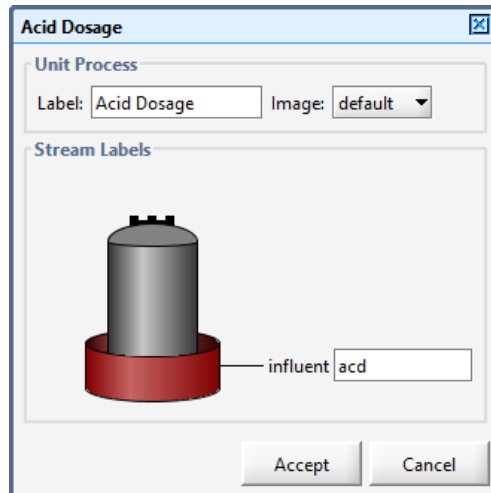 Acid Dosage
Unit Process
Label: Acid Dosage Image: default
Stream Labels
influent acd
Accept Cancel